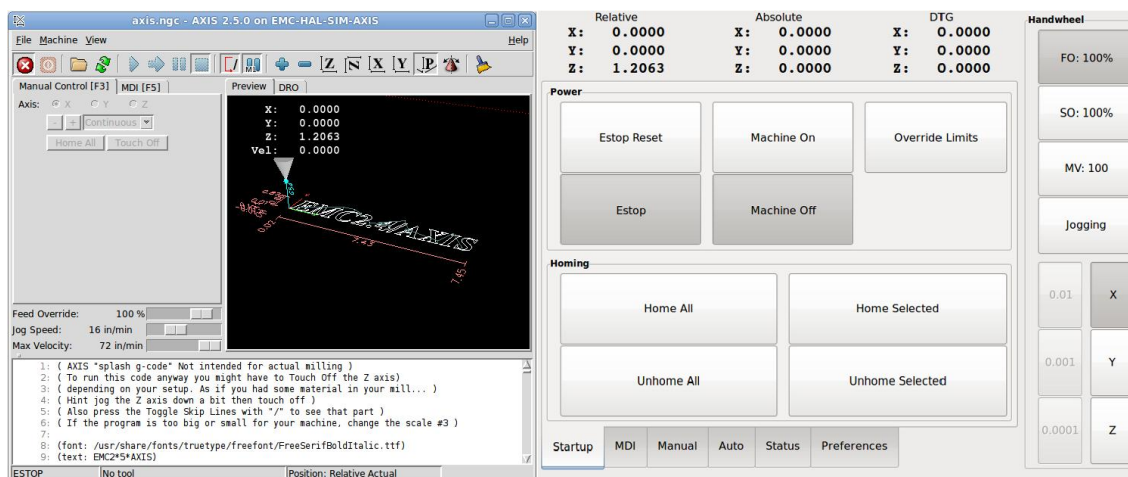 axis.ngc - AXIS 2.5.0 on EMC-HAL-SIM-AXIS
File Machine View Help
Manual Control [F3] MDI [F5]
Axis: X Y Z
- + Continuous
Home All Touch Off
Preview DRO
X: 0.0000
Y: 0.0000
Z: 1.2063
Vel: 0.0000
EMC2*5*AXIS
0.02
7.43
7.45
Feed Override: 100 %
Jog Speed: 16 in/min
Max Velocity: 72 in/min
1: ( AXIS "splash g-code" Not intended for actual milling )
2: ( To run this code anyway you might have to Touch Off the Z axis)
3: ( depending on your setup. As if you had some material in your mill... )
4: ( Hint jog the Z axis down a bit then touch off )
5: ( Also press the Toggle Skip Lines with "/" to see that part )
6: ( If the program is too big or small for your machine, change the scale #3 )
7:
8: (font: /usr/share/fonts/truetype/freefont/FreeSerifBoldItalic.ttf)
9: (text: EMC2*5*AXIS)
ESTOP No tool Position: Relative Actual
Relative Absolute DTG
X: 0.0000 X: 0.0000 X: 0.0000
Y: 0.0000 Y: 0.0000 Y: 0.0000
Z: 1.2063 Z: 0.0000 Z: 0.0000
Power
Estop Reset Machine On Override Limits
Estop Machine Off
Homing
Home All Home Selected
Unhome All Unhome Selected
Startup MDI Manual Auto Status Preferences
Handwheel
FO: 100%
SO: 100%
MV: 100
Jogging
0.01 X
0.001 Y
0.0001 Z